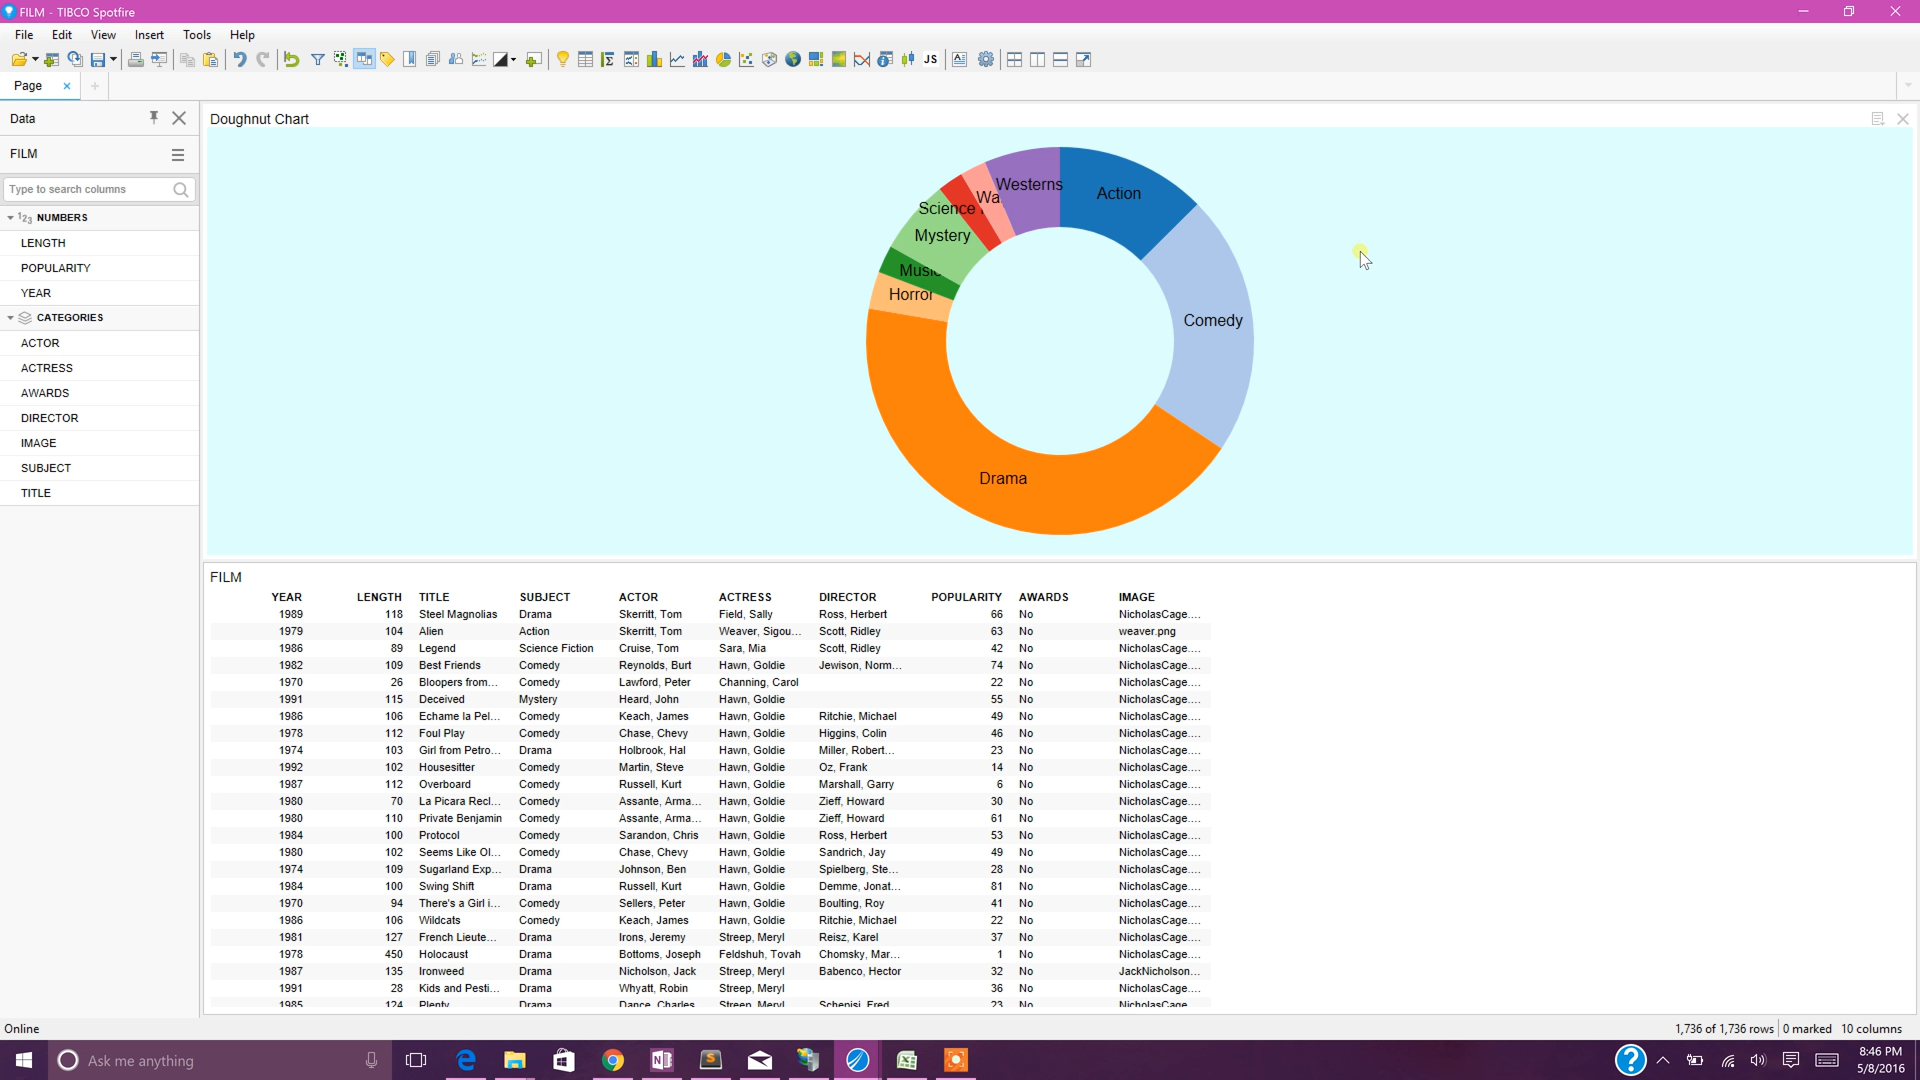 FILM - TIBCO Spotfire
File Edit View Insert Tools Help
JS
Page
Data
FILM
Type to search columns
123 NUMBERS
LENGTH
POPULARITY
YEAR
CATEGORIES
ACTOR
ACTRESS
AWARDS
DIRECTOR
IMAGE
SUBJECT
TITLE
Doughnut Chart
Westerns
Action
Wa
Science
Mystery
Music
Horror
Comedy
Drama
FILM
YEAR LENGTH TITLE SUBJECT ACTOR ACTRESS DIRECTOR POPULARITY AWARDS IMAGE
1989 118 Steel Magnolias Drama Skerritt, Tom Field, Sally Ross, Herbert 66 No NicholasCage....
1979 104 Alien Action Skerritt, Tom Weaver, Sigou... Scott, Ridley 63 No weaver.png
1986 89 Legend Science Fiction Cruise, Tom Sara, Mia Scott, Ridley 42 No NicholasCage....
1982 109 Best Friends Comedy Reynolds, Burt Hawn, Goldie Jewison, Norm... 74 No NicholasCage....
1970 26 Bloopers from... Comedy Lawford, Peter Channing, Carol 22 No NicholasCage....
1991 115 Deceived Mystery Heard, John Hawn, Goldie 55 No NicholasCage....
1986 106 Echame la Pel... Comedy Keach, James Hawn, Goldie Ritchie, Michael 49 No NicholasCage....
1978 112 Foul Play Comedy Chase, Chevy Hawn, Goldie Higgins, Colin 46 No NicholasCage....
1974 103 Girl from Petro... Drama Holbrook, Hal Hawn, Goldie Miller, Robert... 23 No NicholasCage....
1992 102 Housesitter Comedy Martin, Steve Hawn, Goldie Oz, Frank 14 No NicholasCage....
1987 112 Overboard Comedy Russell, Kurt Hawn, Goldie Marshall, Garry 6 No NicholasCage....
1980 70 La Picara Recl... Comedy Assante, Arma... Hawn, Goldie Zieff, Howard 30 No NicholasCage....
1980 110 Private Benjamin Comedy Assante, Arma... Hawn, Goldie Zieff, Howard 61 No NicholasCage....
1984 100 Protocol Comedy Sarandon, Chris Hawn, Goldie Ross, Herbert 53 No NicholasCage....
1980 102 Seems Like Ol... Comedy Chase, Chevy Hawn, Goldie Sandrich, Jay 49 No NicholasCage....
1974 109 Sugarland Exp... Drama Johnson, Ben Hawn, Goldie Spielberg, Ste... 28 No NicholasCage....
1984 100 Swing Shift Drama Russell, Kurt Hawn, Goldie Demme, Jonat... 81 No NicholasCage....
1970 94 There's a Girl i... Comedy Sellers, Peter Hawn, Goldie Boulting, Roy 41 No NicholasCage....
1986 106 Wildcats Comedy Keach, James Hawn, Goldie Ritchie, Michael 22 No NicholasCage....
1981 127 French Lieute... Drama Irons, Jeremy Streep, Meryl Reisz, Karel 37 No NicholasCage....
1978 450 Holocaust Drama Bottoms, Joseph Feldshuh, Tovah Chomsky, Mar... 1 No NicholasCage....
1987 135 Ironweed Drama Nicholson, Jack Streep, Meryl Babenco, Hector 32 No JackNicholson...
1991 28 Kids and Pesti... Drama Whyatt, Robin Streep, Meryl 36 No NicholasCage....
1985 124 Plenty Drama Dance, Charles Streep, Meryl Schepisi, Fred 23 No NicholasCage
Online 1,736 of 1,736 rows 0 marked 10 columns
Ask me anything
8:46 PM
5/8/2016